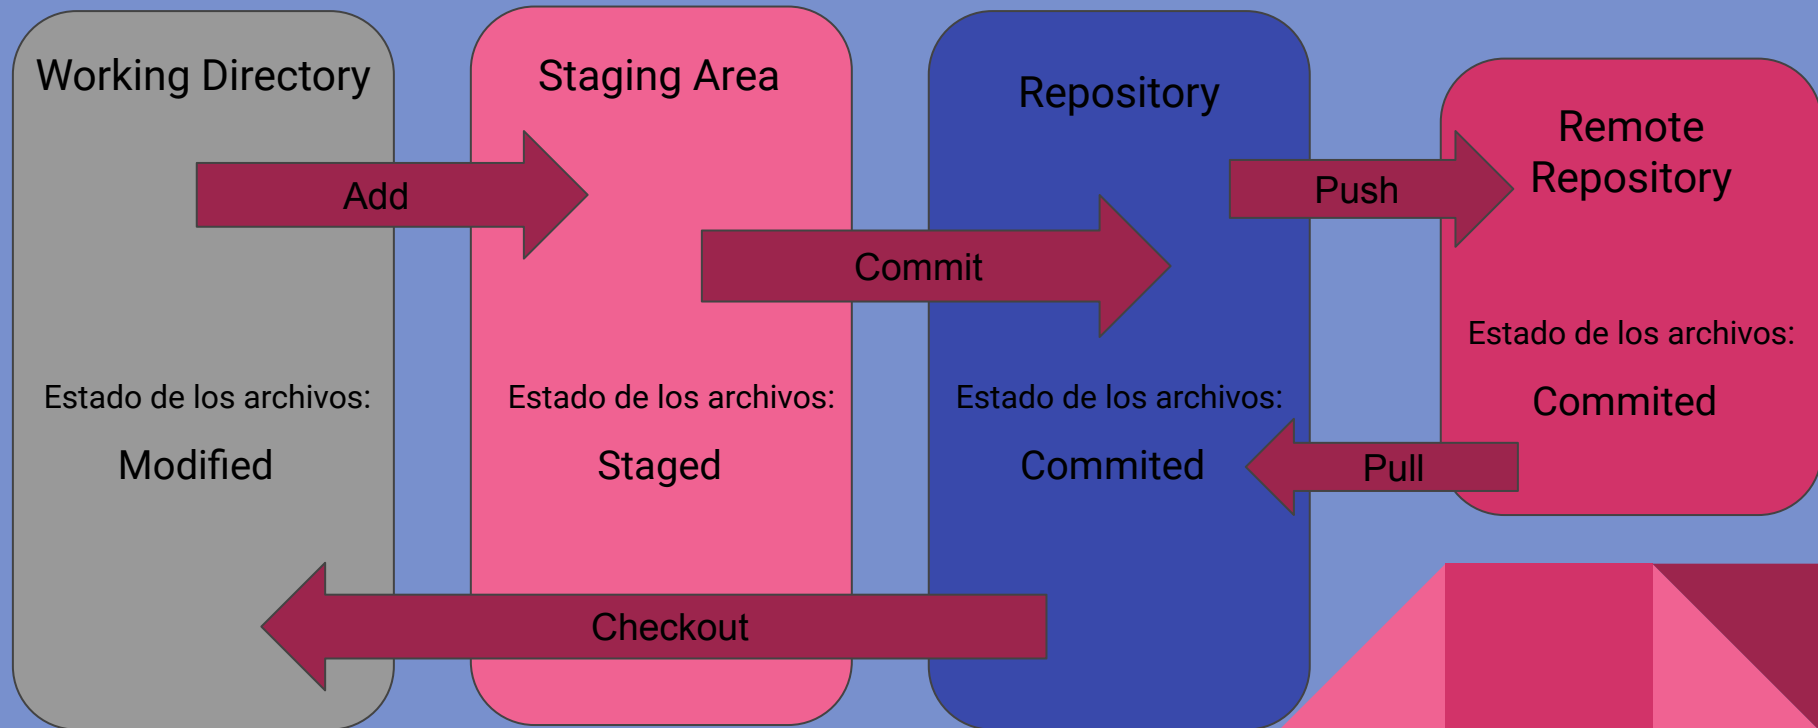 Working Directory
Staging Area
Repository
Remote
Repository
Add
Commit
Push
Estado de los archivos:
Modified
Estado de los archivos:
Staged
Estado de los archivos:
Commited
Estado de los archivos:
Commited
Pull
Checkout